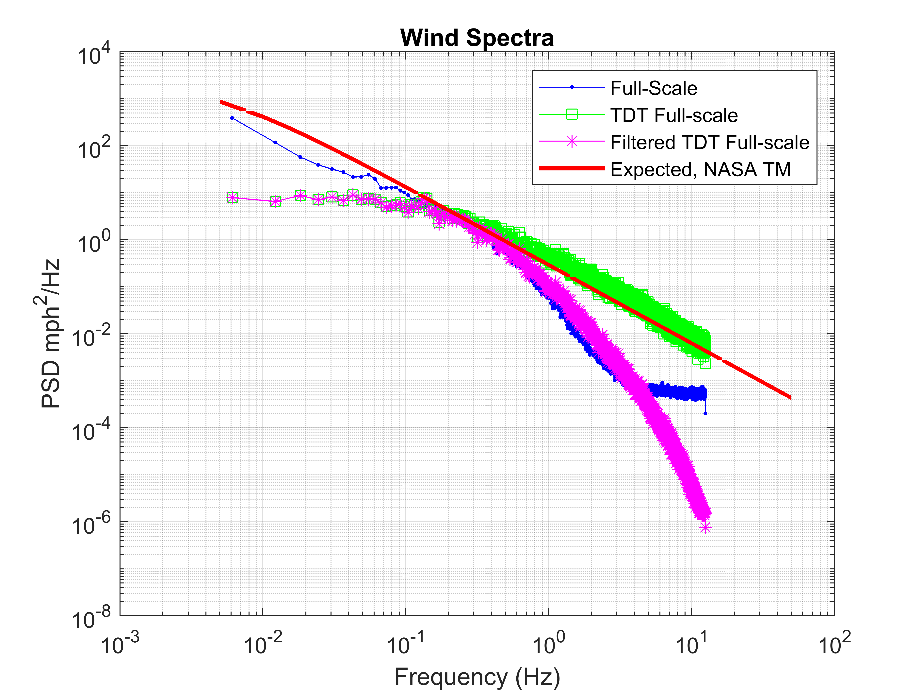 Wind Spectra
10^4
10^2
10^0
10^-2
10^-4
10^-6
10^-8
PSD mph^2/Hz
Full-Scale
TDT Full-scale
Filtered TDT Full-scale
Expected, NASA TM
10^-3
10^-2
10^-1
10^0
10^1
10^2
Frequency (Hz)